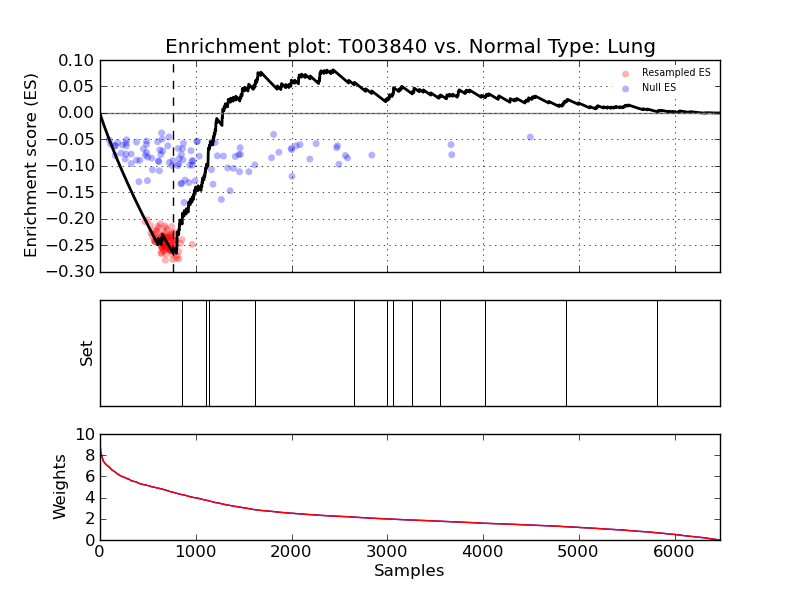 Enrichment plot: T003840 vs. Normal Type: Lung
Enrichment score (ES)
0.10
0.05
0.00
−0.05
−0.10
−0.15
−0.20
−0.25
−0.30
Resampled ES
Null ES
Set
Weights
10
8
6
4
2
0
0 1000 2000 3000 4000 5000 6000
Samples